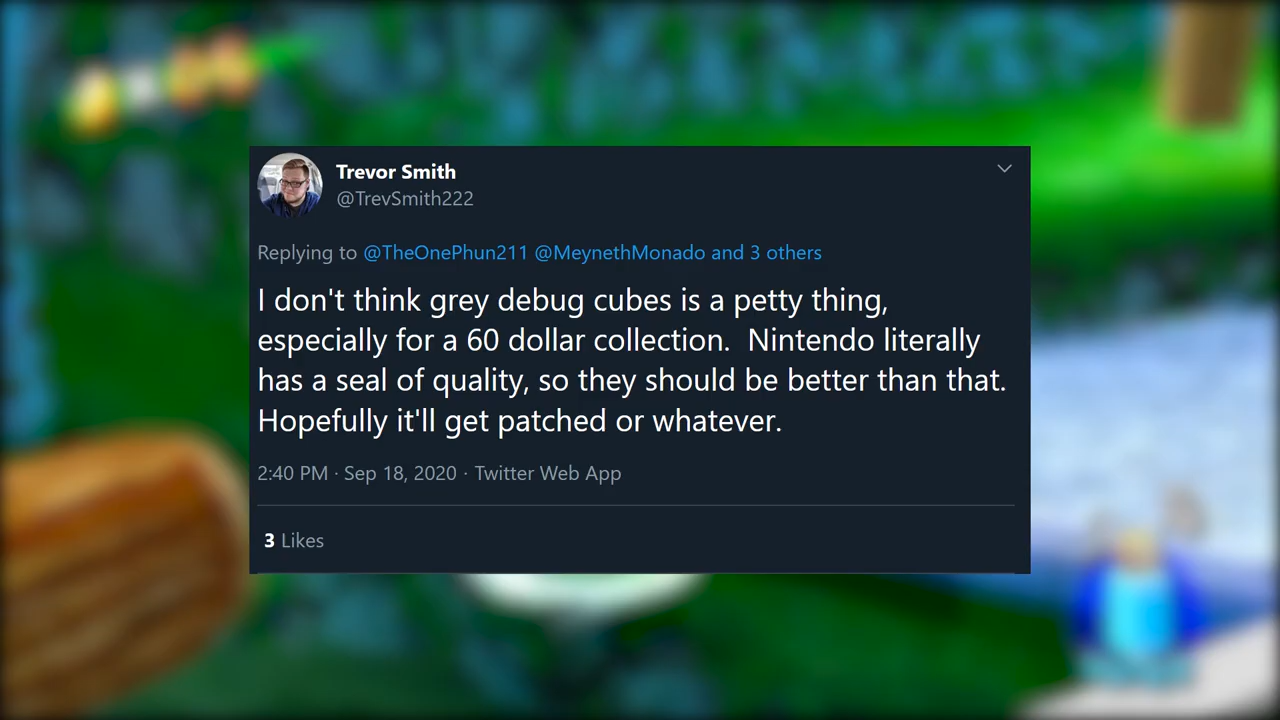 Trevor Smith
@TrevSmith222
Replying to @TheOnePhun211 @MeynethMonado and 3 others
I don't think grey debug cubes is a petty thing,
especially for a 60 dollar collection.  Nintendo literally
has a seal of quality, so they should be better than that.
Hopefully it'll get patched or whatever.
2:40 PM · Sep 18, 2020 · Twitter Web App
3 Likes